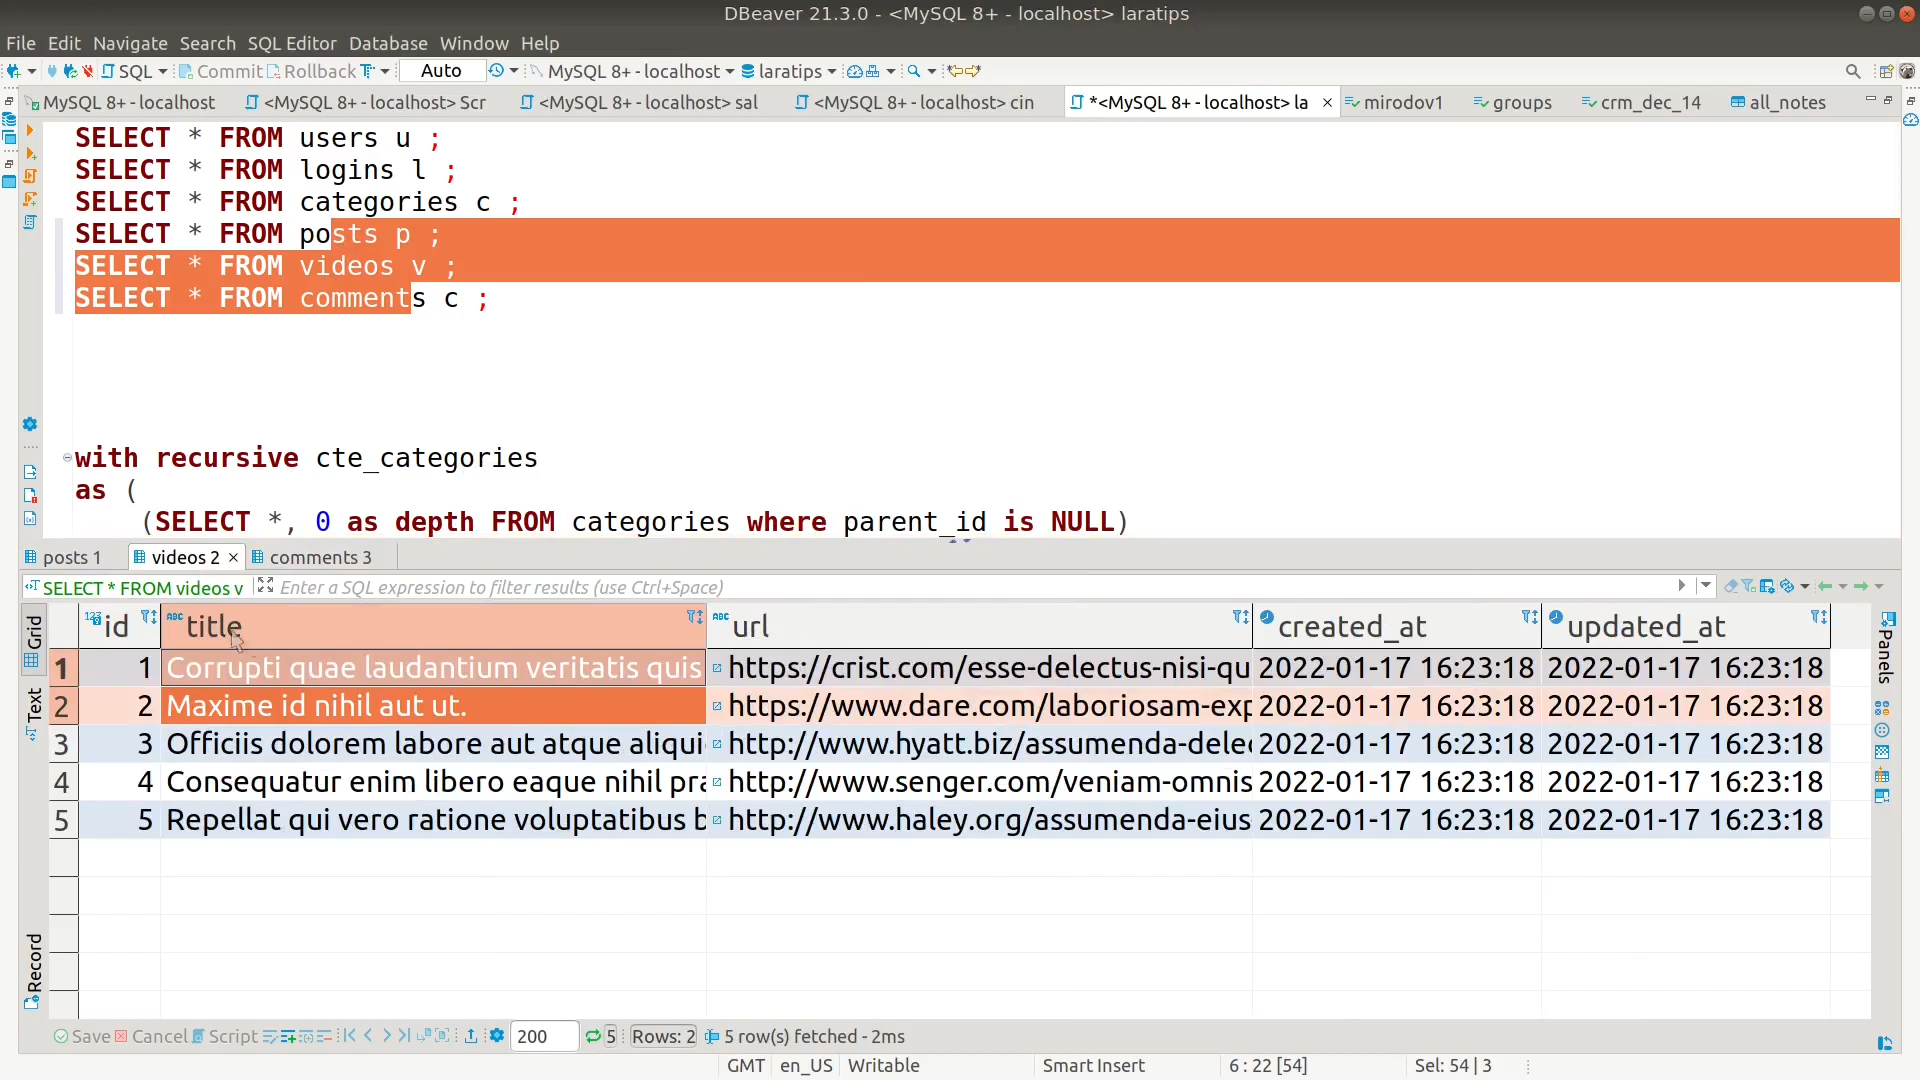 DBeaver 21.3.0 - <MySQL 8+ - localhost> laratips
File Edit Navigate Search SQL Editor Database Window Help
SQL Commit Rollback Auto MySQL 8+ - localhost laratips
MySQL 8+ - localhost <MySQL 8+ - localhost> Scr <MySQL 8+ - localhost> sal <MySQL 8+ - localhost> cin *<MySQL 8+ - localhost> la mirodov1 groups crm_dec_14 all_notes
SELECT * FROM users u ;
SELECT * FROM logins l ;
SELECT * FROM categories c ;
SELECT * FROM posts p ;
SELECT * FROM videos v ;
SELECT * FROM comments c ;
with recursive cte_categories
as (
(SELECT *, 0 as depth FROM categories where parent_id is NULL)
posts 1 videos 2 comments 3
SELECT * FROM videos v Enter a SQL expression to filter results (use Ctrl+Space)
Grid
Text
Record
Panels
id title url created_at updated_at
1 1 Corrupti quae laudantium veritatis quis https://crist.com/esse-delectus-nisi-qu 2022-01-17 16:23:18 2022-01-17 16:23:18
2 2 Maxime id nihil aut ut. https://www.dare.com/laboriosam-exp 2022-01-17 16:23:18 2022-01-17 16:23:18
3 3 Officiis dolorem labore aut atque aliqui http://www.hyatt.biz/assumenda-dele 2022-01-17 16:23:18 2022-01-17 16:23:18
4 4 Consequatur enim libero eaque nihil pra http://www.senger.com/veniam-omnis 2022-01-17 16:23:18 2022-01-17 16:23:18
5 5 Repellat qui vero ratione voluptatibus b http://www.haley.org/assumenda-eius 2022-01-17 16:23:18 2022-01-17 16:23:18
Save Cancel Script 200 5 Rows: 2 5 row(s) fetched - 2ms
GMT en_US Writable Smart Insert 6 : 22 [54] Sel: 54 | 3